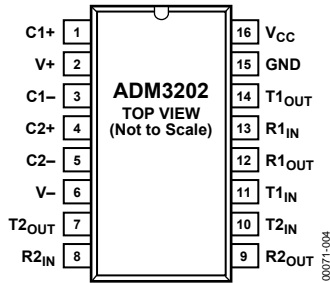 C1+ 1 16 VCC
V+ 2 15 GND
C1– 3 ADM3202 14 T1OUT
TOP VIEW
C2+ 4 (Not to Scale) 13 R1IN
C2– 5 12 R1OUT
V– 6 11 T1IN
T2OUT 7 10 T2IN
R2IN 8 9 R2OUT
00071-004